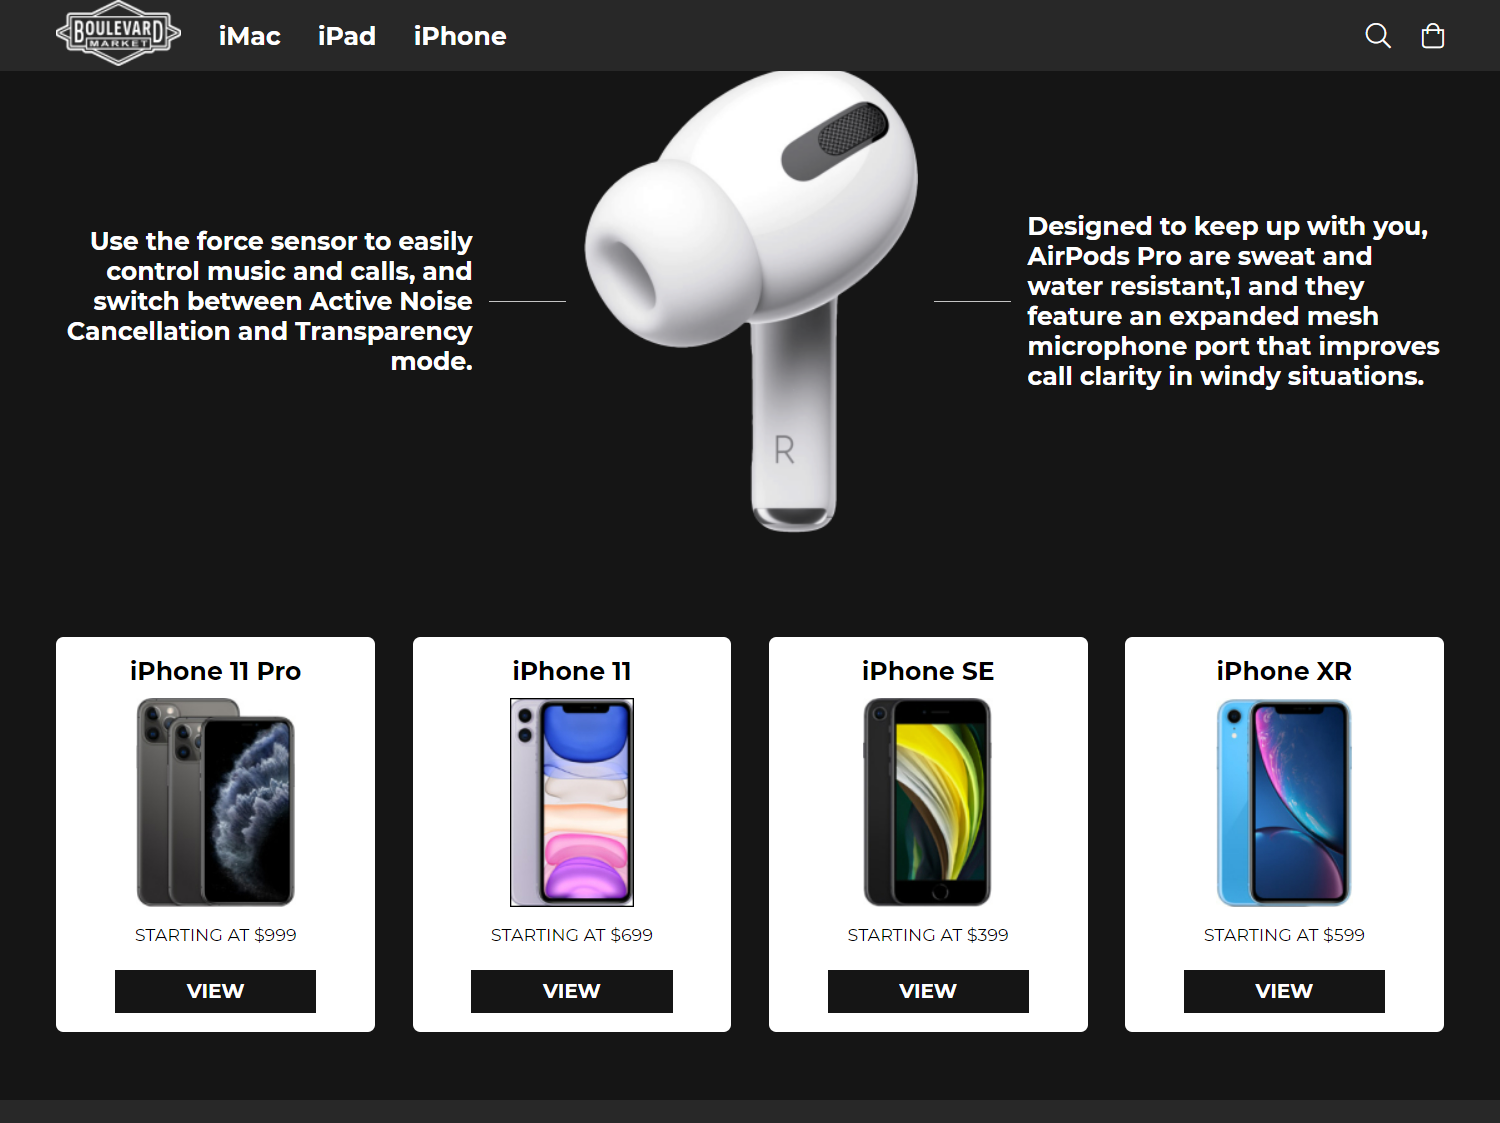 BOULEVARD
MARKET
iMac iPad iPhone
Use the force sensor to easily
control music and calls, and
switch between Active Noise
Cancellation and Transparency
mode.
Designed to keep up with you,
AirPods Pro are sweat and
water resistant,1 and they
feature an expanded mesh
microphone port that improves
call clarity in windy situations.
R
iPhone 11 Pro
STARTING AT $999
VIEW
iPhone 11
STARTING AT $699
VIEW
iPhone SE
STARTING AT $399
VIEW
iPhone XR
STARTING AT $599
VIEW